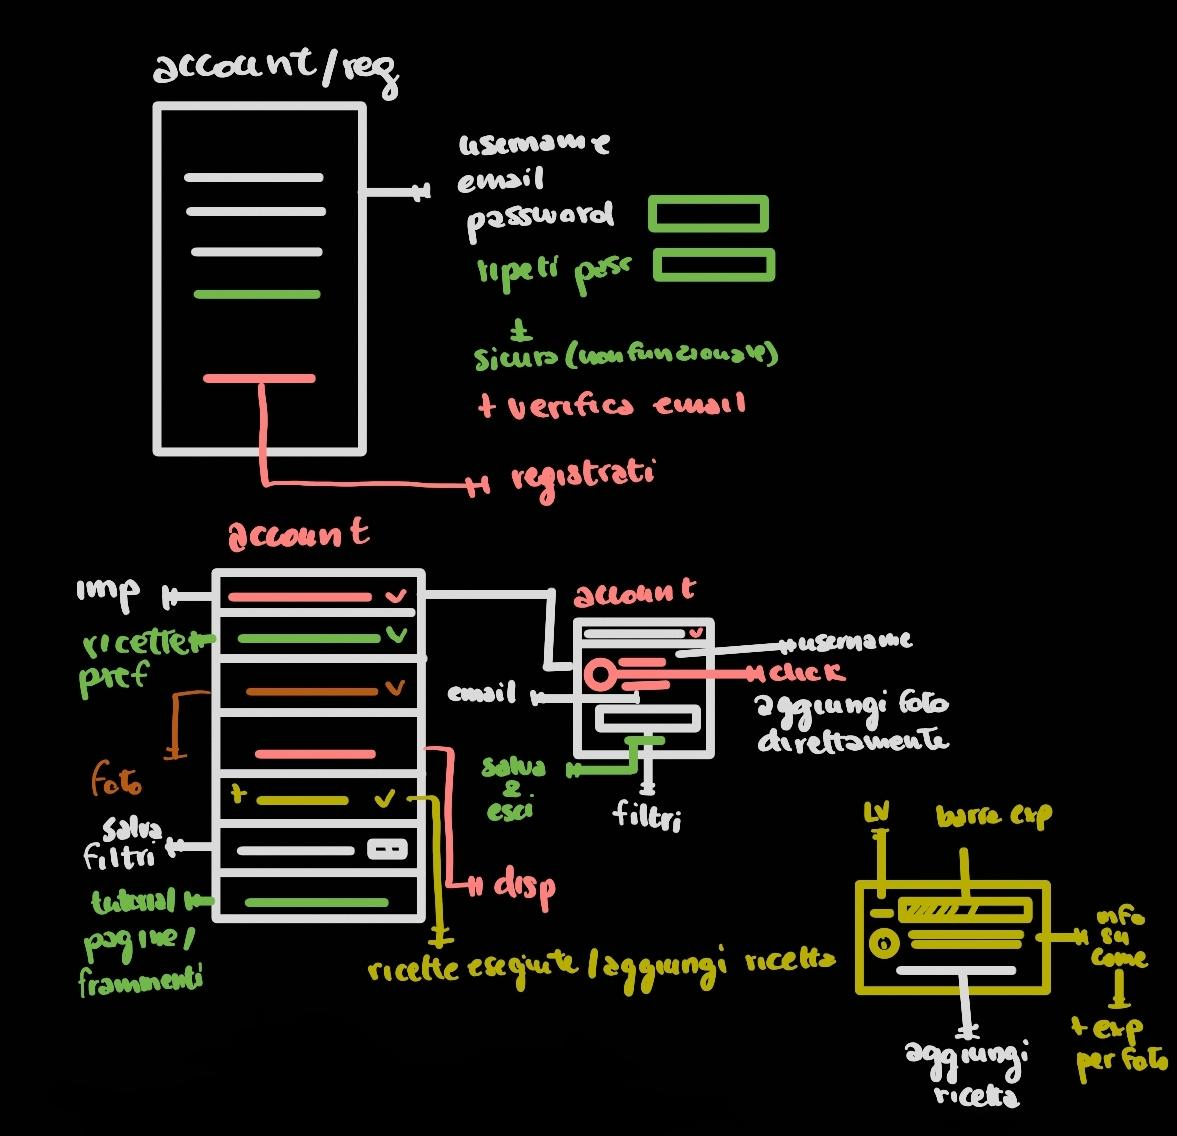 account/reg
username
email
password
ripeti pass
sicura (non funzionale)
+ verifica email
registrati
account
imp
ricette
pref
foto
salva
filtri
tutorial
pagine/
frammenti
account
username
click
aggiungi foto
direttamente
email
salva
&
esci
filtri
disp
+
ricette eseguite/aggiungi ricetta
LV
barra exp
info
su
come
+ exp
per foto
aggiungi
ricetta